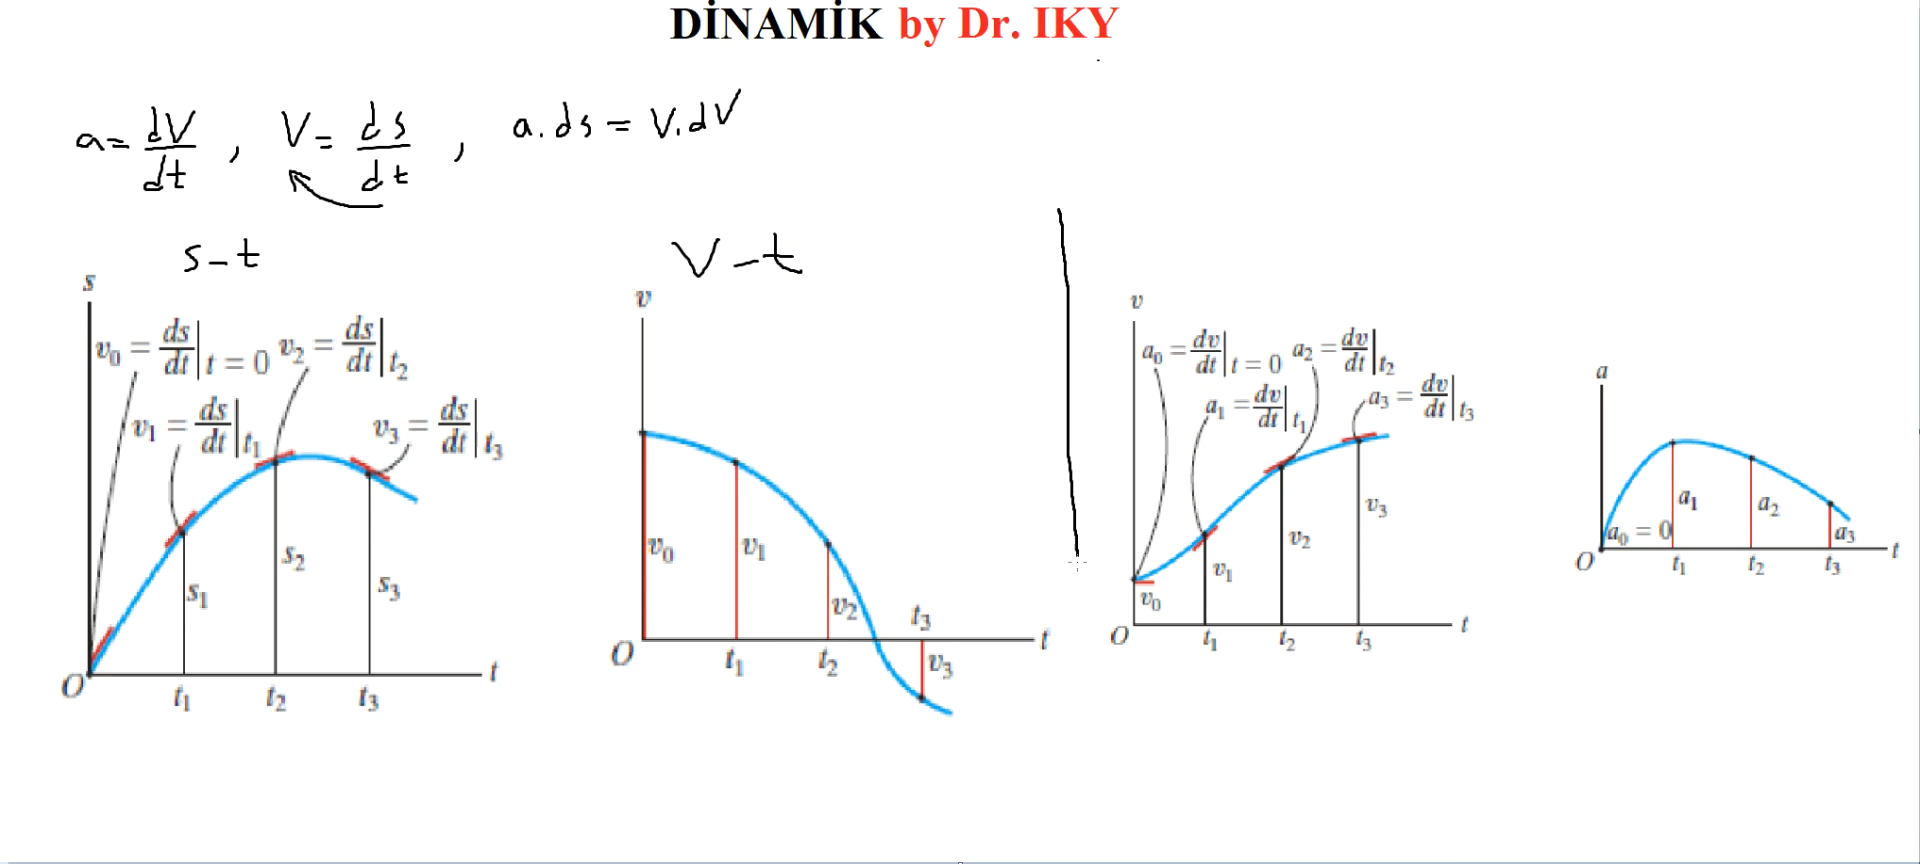 DİNAMİK by Dr. IKY
a = dV/dt , V = ds/dt , a.ds = V.dV
s-t
V-t
s
v₀ = ds/dt|t = 0
v₂ = ds/dt|t₂
v₁ = ds/dt|t₁
v₃ = ds/dt|t₃
s₁
s₂
s₃
O
t₁
t₂
t₃
t
v
v₀
v₁
v₂
t₃
v₃
O
t₁
t₂
t
v
a₀ = dv/dt|t = 0
a₂ = dv/dt|t₂
a₁ = dv/dt|t₁
a₃ = dv/dt|t₃
v₀
v₁
v₂
v₃
O
t₁
t₂
t₃
t
a
a₀ = 0
a₁
a₂
a₃
O
t₁
t₂
t₃
t